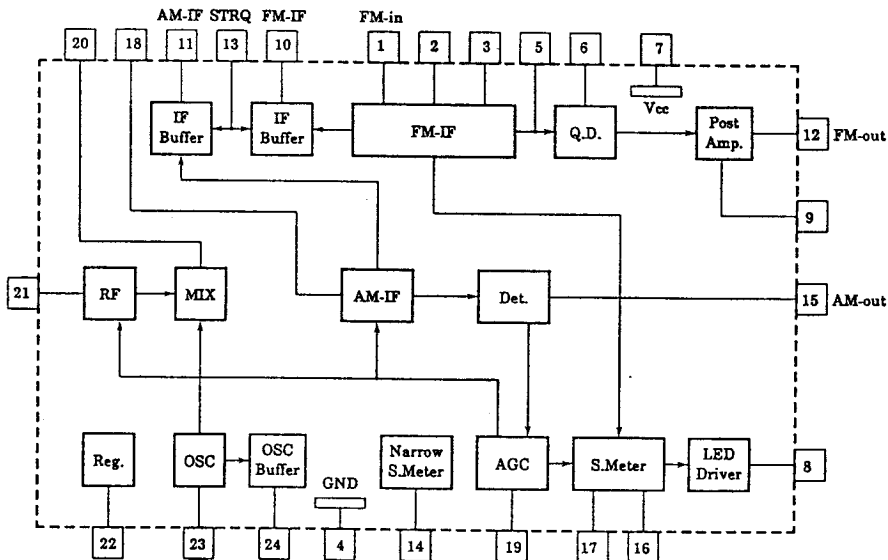 AM-IF STRQ FM-IF FM-in
20 18 11 13 10 1 2 3 5 6 7
Vcc
IF Buffer
IF Buffer
FM-IF
Q.D.
Post Amp.
12 FM-out
9
21
RF
MIX
AM-IF
Det.
15 AM-out
Reg.
OSC
OSC Buffer
GND
Narrow S.Meter
AGC
S.Meter
LED Driver
8
22 23 24 4 14 19 17 16